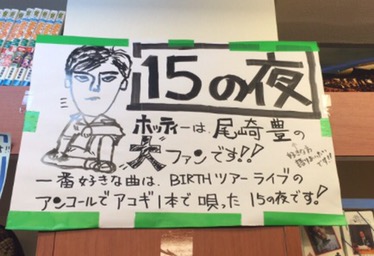 15の夜
ホッティーは、尾崎豊の
大ファンです!!
一番好きな曲は、BIRTHツアーライブの
アンコールでアコギ1本で唄った15の夜です!